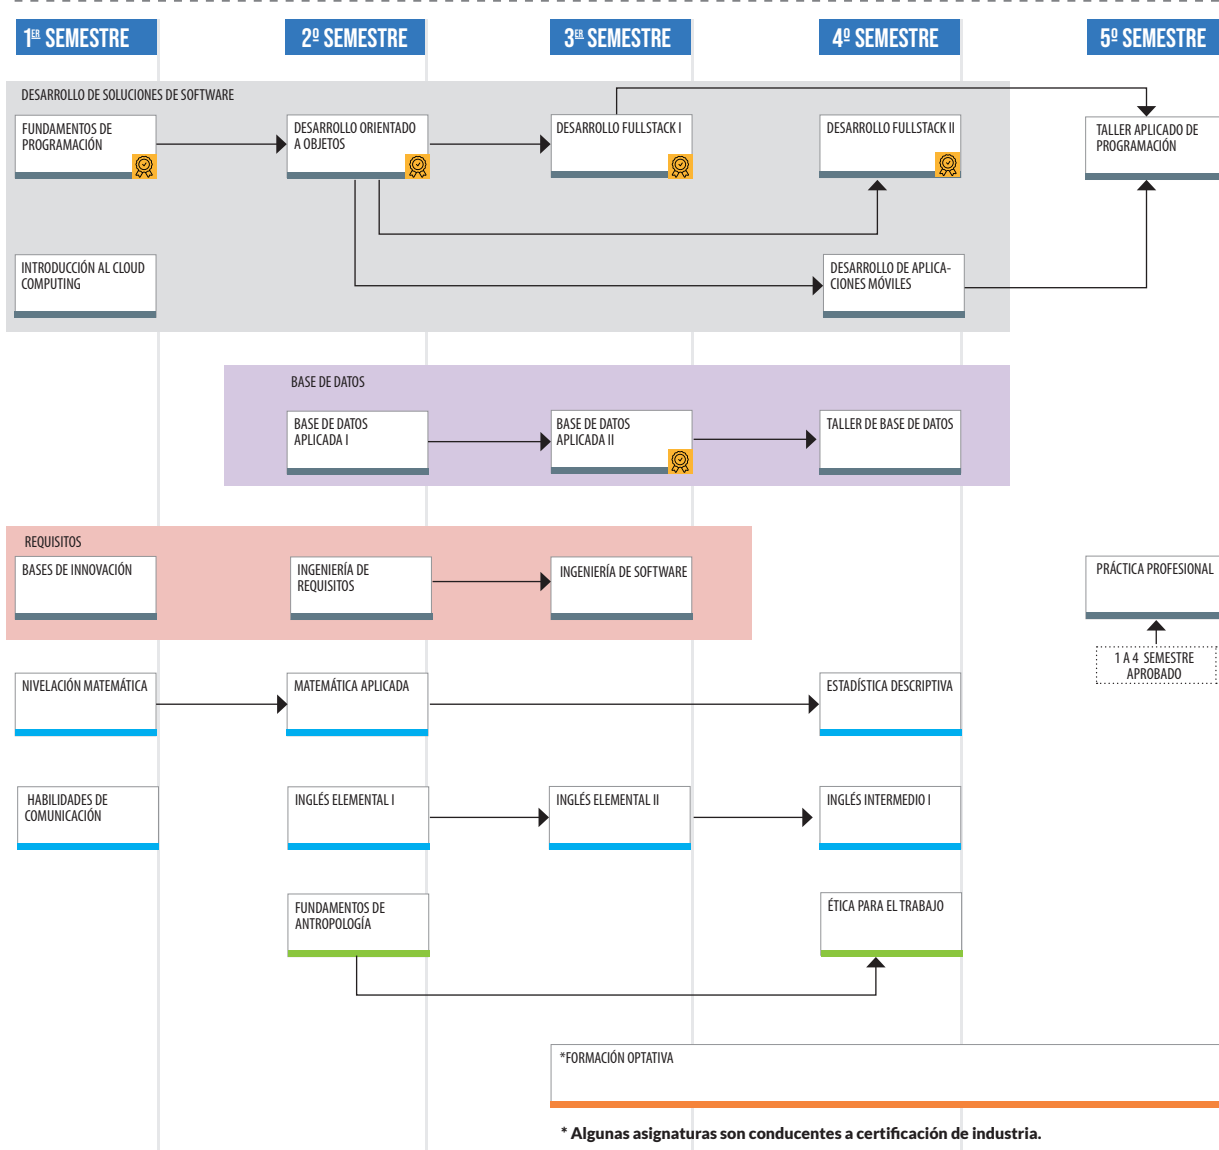 1ER SEMESTRE
2º SEMESTRE
3ER SEMESTRE
4º SEMESTRE
5º SEMESTRE
DESARROLLO DE SOLUCIONES DE SOFTWARE
FUNDAMENTOS DE
PROGRAMACIÓN
DESARROLLO ORIENTADO
A OBJETOS
DESARROLLO FULLSTACK I
DESARROLLO FULLSTACK II
TALLER APLICADO DE
PROGRAMACIÓN
INTRODUCCIÓN AL CLOUD
COMPUTING
DESARROLLO DE APLICA-
CIONES MÓVILES
BASE DE DATOS
BASE DE DATOS
APLICADA I
BASE DE DATOS
APLICADA II
TALLER DE BASE DE DATOS
REQUISITOS
BASES DE INNOVACIÓN
INGENIERÍA DE
REQUISITOS
INGENIERÍA DE SOFTWARE
PRÁCTICA PROFESIONAL
1 A 4 SEMESTRE
APROBADO
NIVELACIÓN MATEMÁTICA
MATEMÁTICA APLICADA
ESTADÍSTICA DESCRIPTIVA
HABILIDADES DE
COMUNICACIÓN
INGLÉS ELEMENTAL I
INGLÉS ELEMENTAL II
INGLÉS INTERMEDIO I
FUNDAMENTOS DE
ANTROPOLOGÍA
ÉTICA PARA EL TRABAJO
*FORMACIÓN OPTATIVA
* Algunas asignaturas son conducentes a certificación de industria.